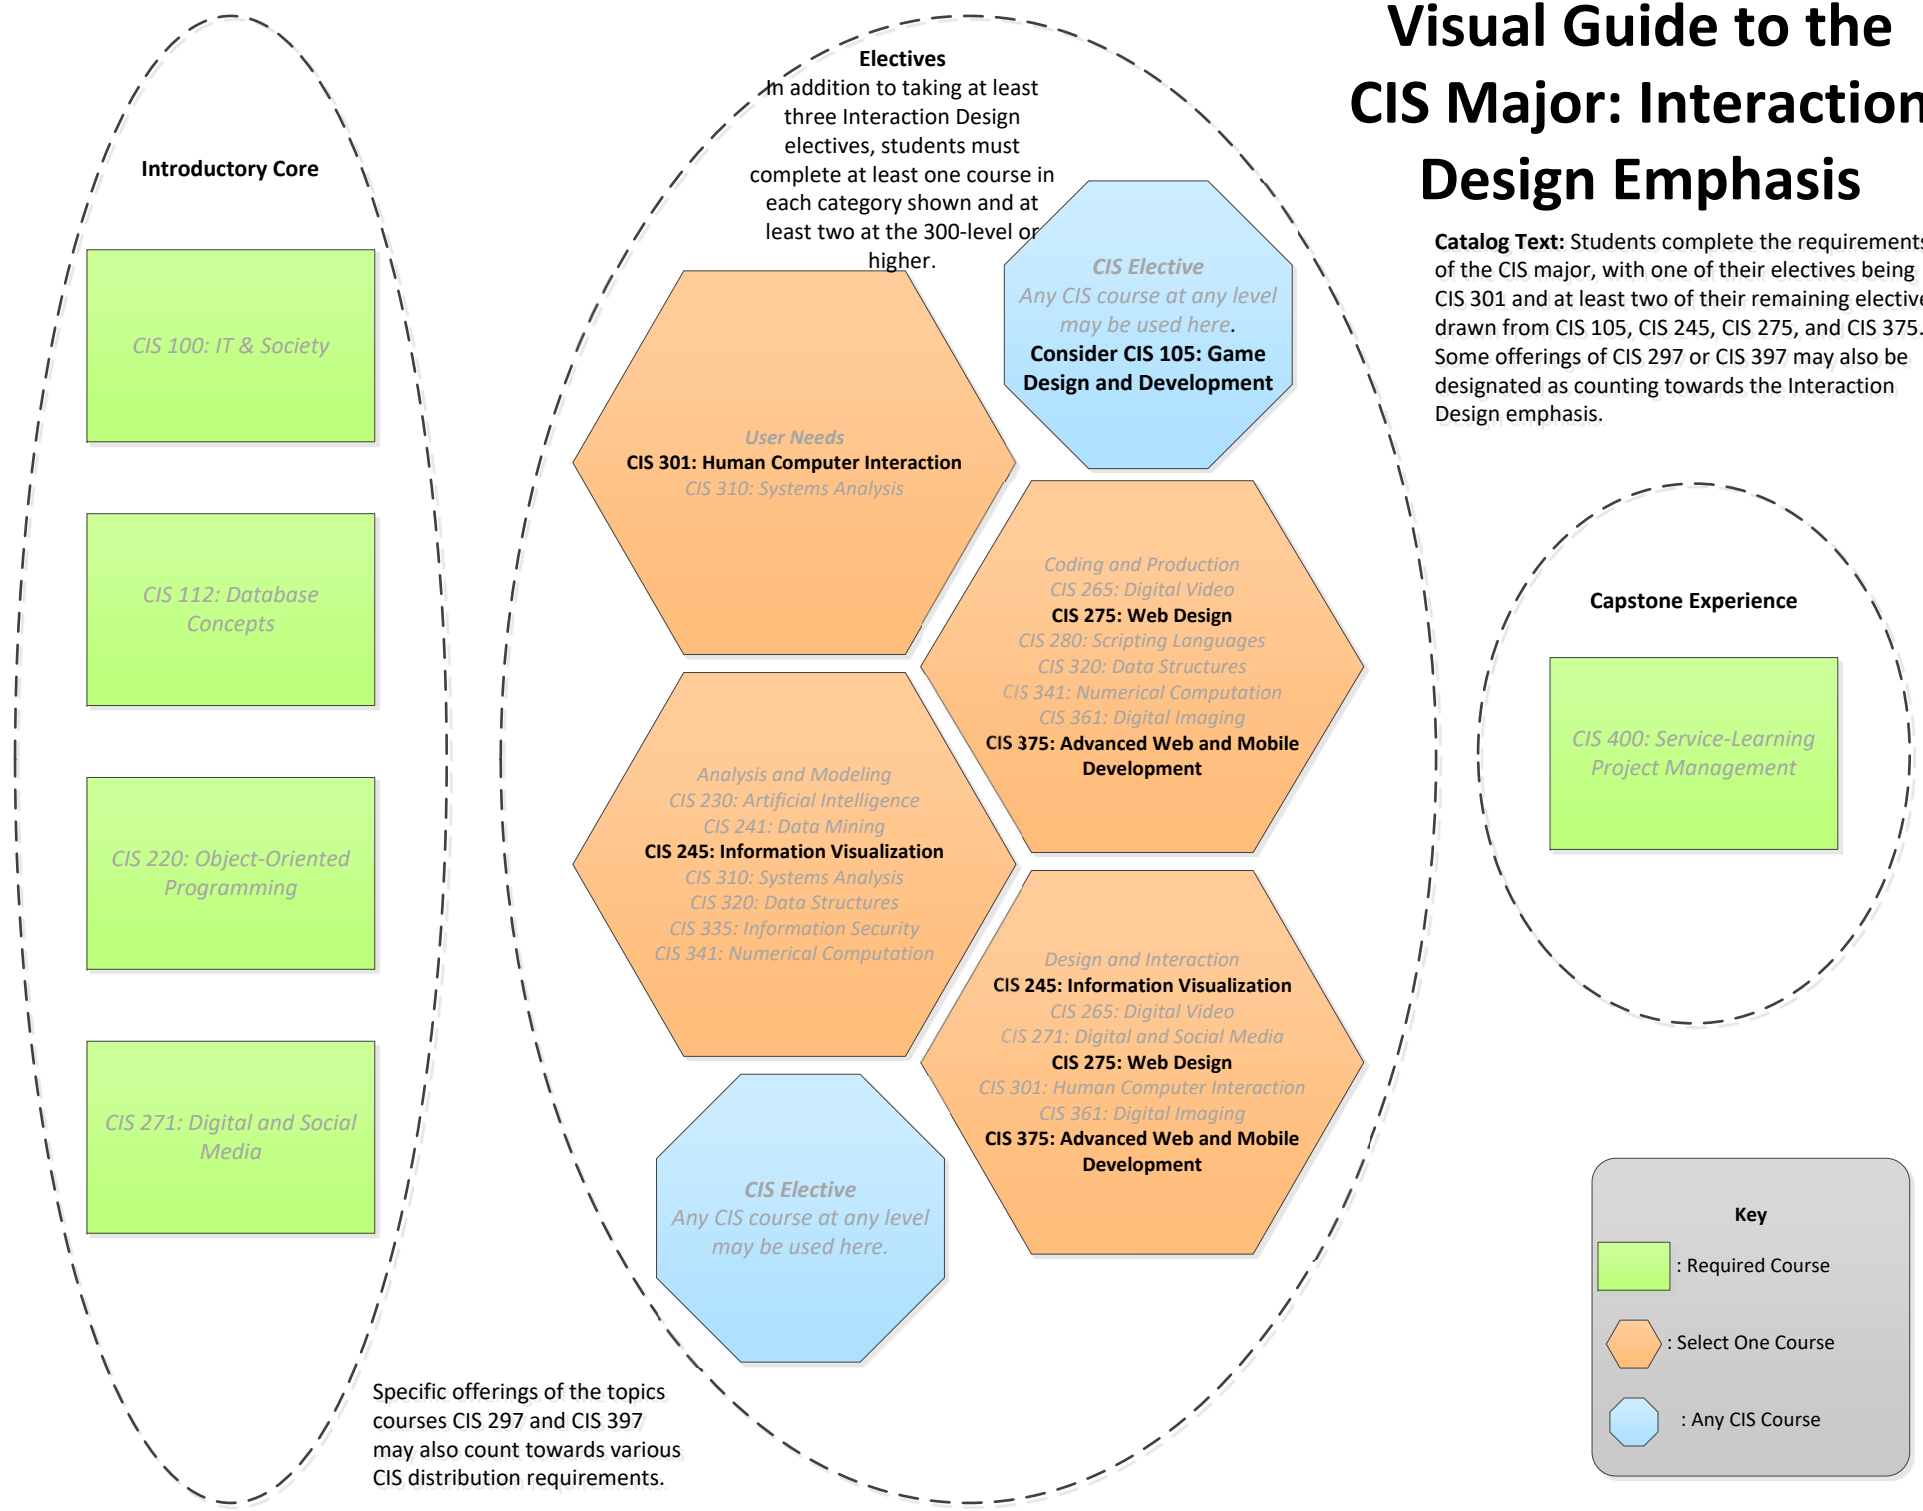 Visual Guide to the
CIS Major: Interaction
Design Emphasis
Catalog Text: Students complete the requirements
of the CIS major, with one of their electives being
CIS 301 and at least two of their remaining elective
drawn from CIS 105, CIS 245, CIS 275, and CIS 375.
Some offerings of CIS 297 or CIS 397 may also be
designated as counting towards the Interaction
Design emphasis.
Introductory Core
CIS 100: IT & Society
CIS 112: Database
Concepts
CIS 220: Object-Oriented
Programming
CIS 271: Digital and Social
Media
Electives
In addition to taking at least
three Interaction Design
electives, students must
complete at least one course in
each category shown and at
least two at the 300-level or
higher.
CIS Elective
Any CIS course at any level
may be used here.
Consider CIS 105: Game
Design and Development
User Needs
CIS 301: Human Computer Interaction
CIS 310: Systems Analysis
Coding and Production
CIS 265: Digital Video
CIS 275: Web Design
CIS 280: Scripting Languages
CIS 320: Data Structures
CIS 341: Numerical Computation
CIS 361: Digital Imaging
CIS 375: Advanced Web and Mobile
Development
Analysis and Modeling
CIS 230: Artificial Intelligence
CIS 241: Data Mining
CIS 245: Information Visualization
CIS 310: Systems Analysis
CIS 320: Data Structures
CIS 335: Information Security
CIS 341: Numerical Computation
Design and Interaction
CIS 245: Information Visualization
CIS 265: Digital Video
CIS 271: Digital and Social Media
CIS 275: Web Design
CIS 301: Human Computer Interaction
CIS 361: Digital Imaging
CIS 375: Advanced Web and Mobile
Development
CIS Elective
Any CIS course at any level
may be used here.
Capstone Experience
CIS 400: Service-Learning
Project Management
Specific offerings of the topics
courses CIS 297 and CIS 397
may also count towards various
CIS distribution requirements.
Key
: Required Course
: Select One Course
: Any CIS Course